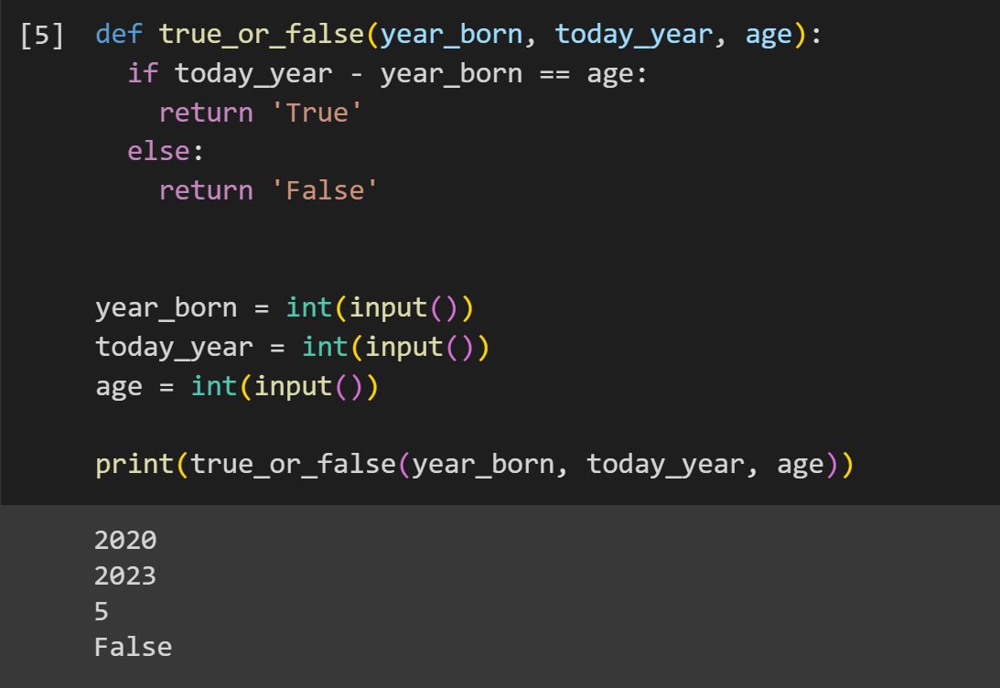 [5] def true_or_false(year_born, today_year, age):
  if today_year - year_born == age:
    return 'True'
  else:
    return 'False'
year_born = int(input())
today_year = int(input())
age = int(input())
print(true_or_false(year_born, today_year, age))
2020
2023
5
False